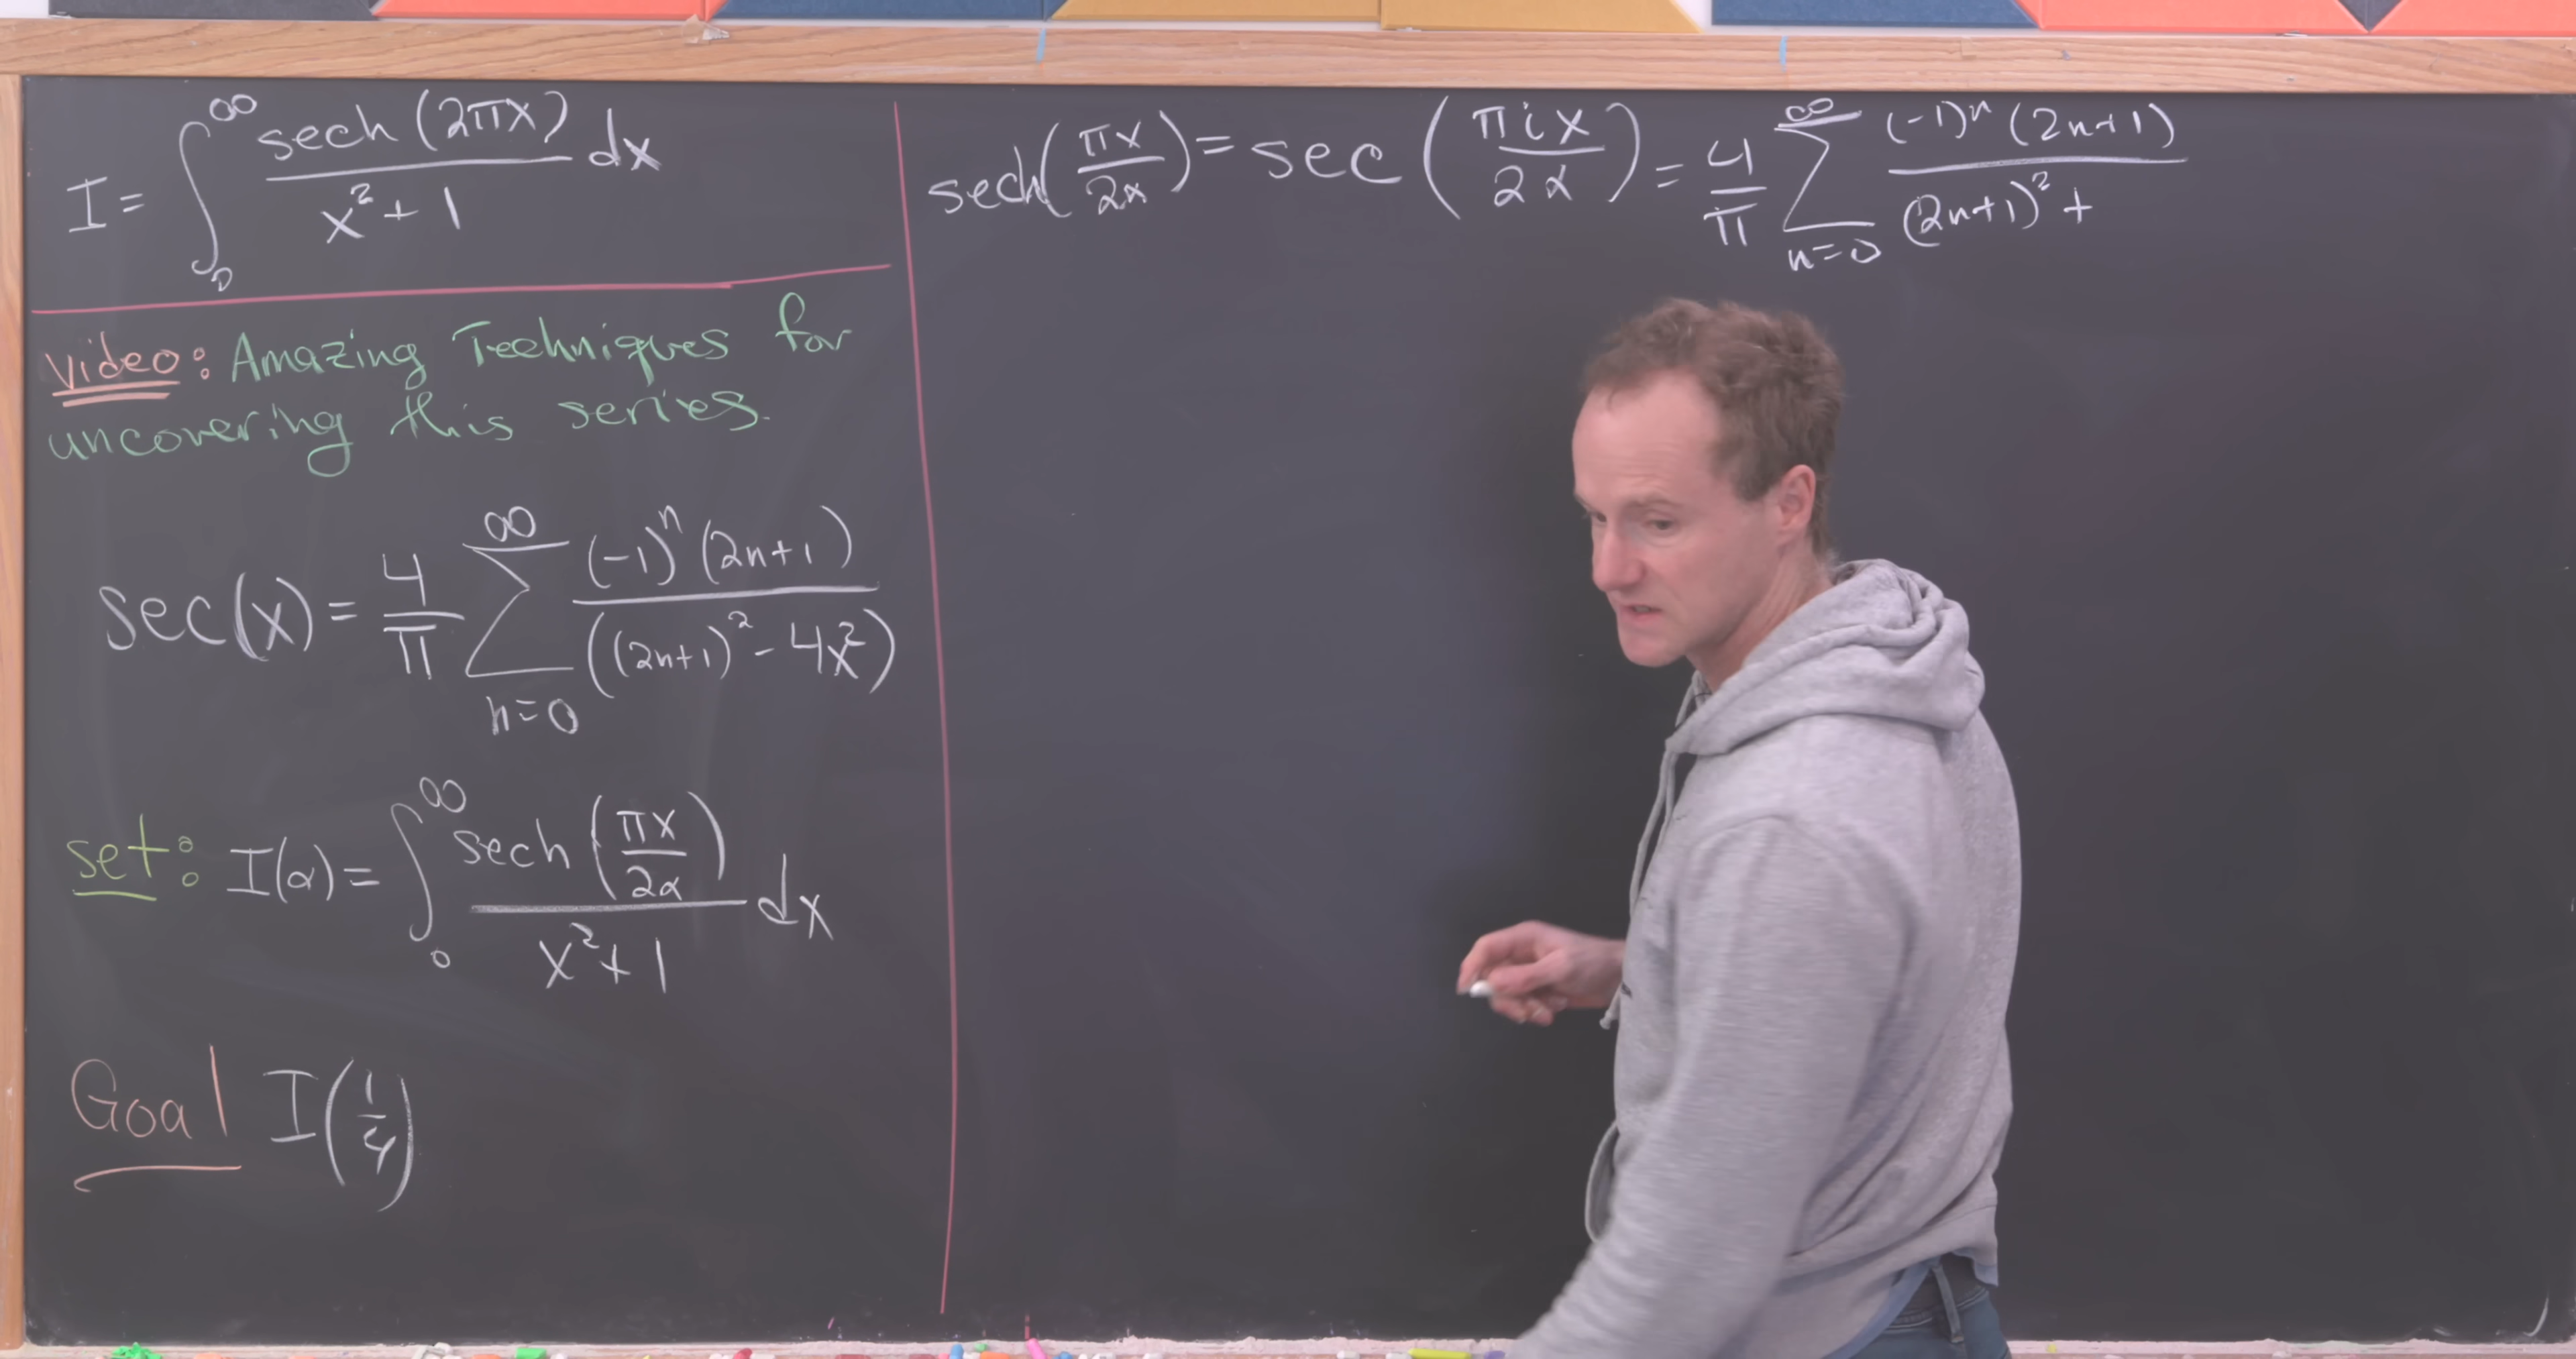 I = ∫₀^∞ sech(2πx)/(x²+1) dx
Video: Amazing Techniques for
uncovering this series.
sec(x) = 4/π ∑_{n=0}^∞ (-1)ⁿ(2n+1)/((2n+1)² - 4x²)
set: I(α) = ∫₀^∞ sech(πx/2α)/(x²+1) dx
Goal I(1/4)
sech(πx/2α) = sec(πix/2α) = 4/π ∑_{n=0}^∞ (-1)ⁿ(2n+1)/(2n+1)² +